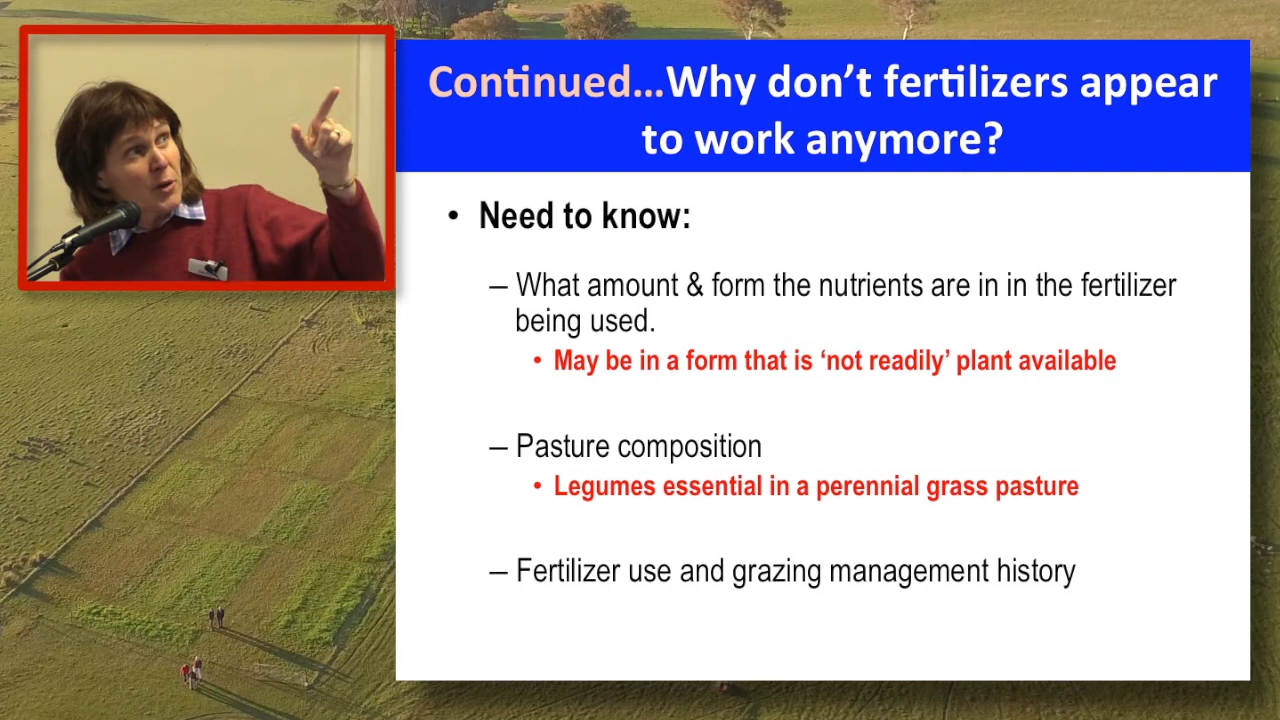 Continued...Why don't fertilizers appear
to work anymore?
• Need to know:
– What amount & form the nutrients are in in the fertilizer
being used.
• May be in a form that is 'not readily' plant available
– Pasture composition
• Legumes essential in a perennial grass pasture
– Fertilizer use and grazing management history